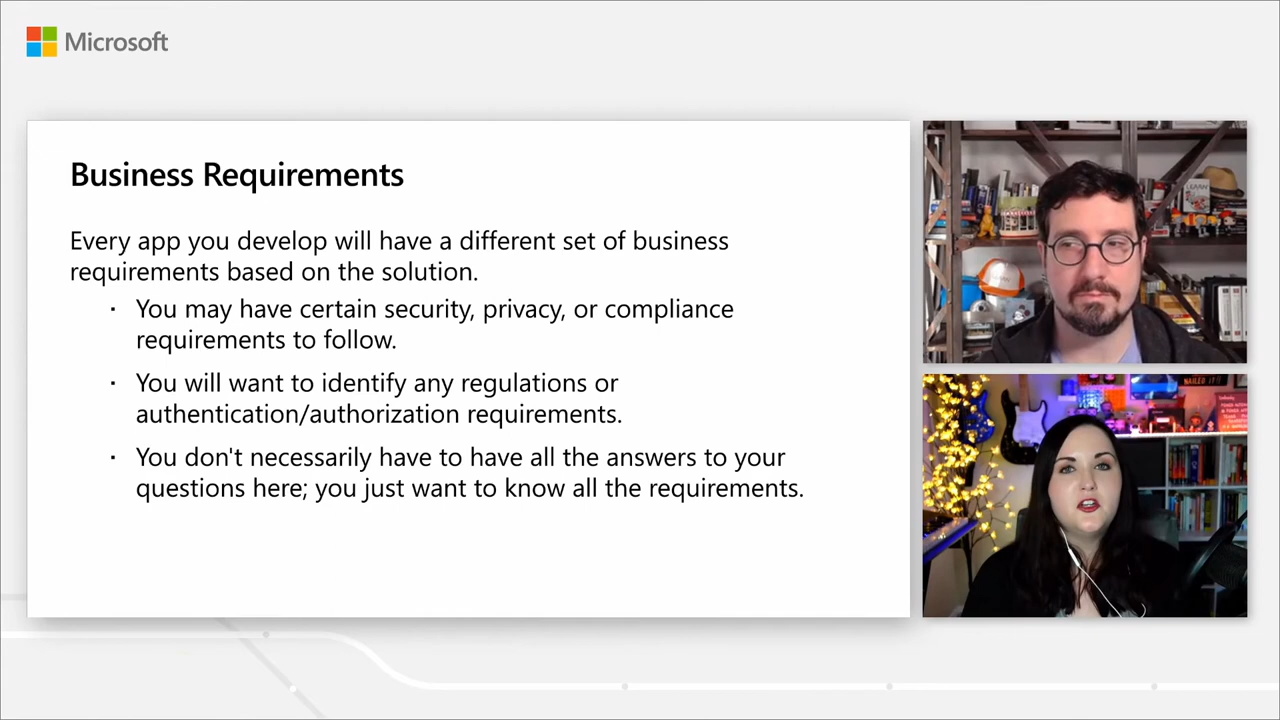 Microsoft
Business Requirements
Every app you develop will have a different set of business
requirements based on the solution.
· You may have certain security, privacy, or compliance
requirements to follow.
· You will want to identify any regulations or
authentication/authorization requirements.
· You don't necessarily have to have all the answers to your
questions here; you just want to know all the requirements.
LEARN
NAILED IT!